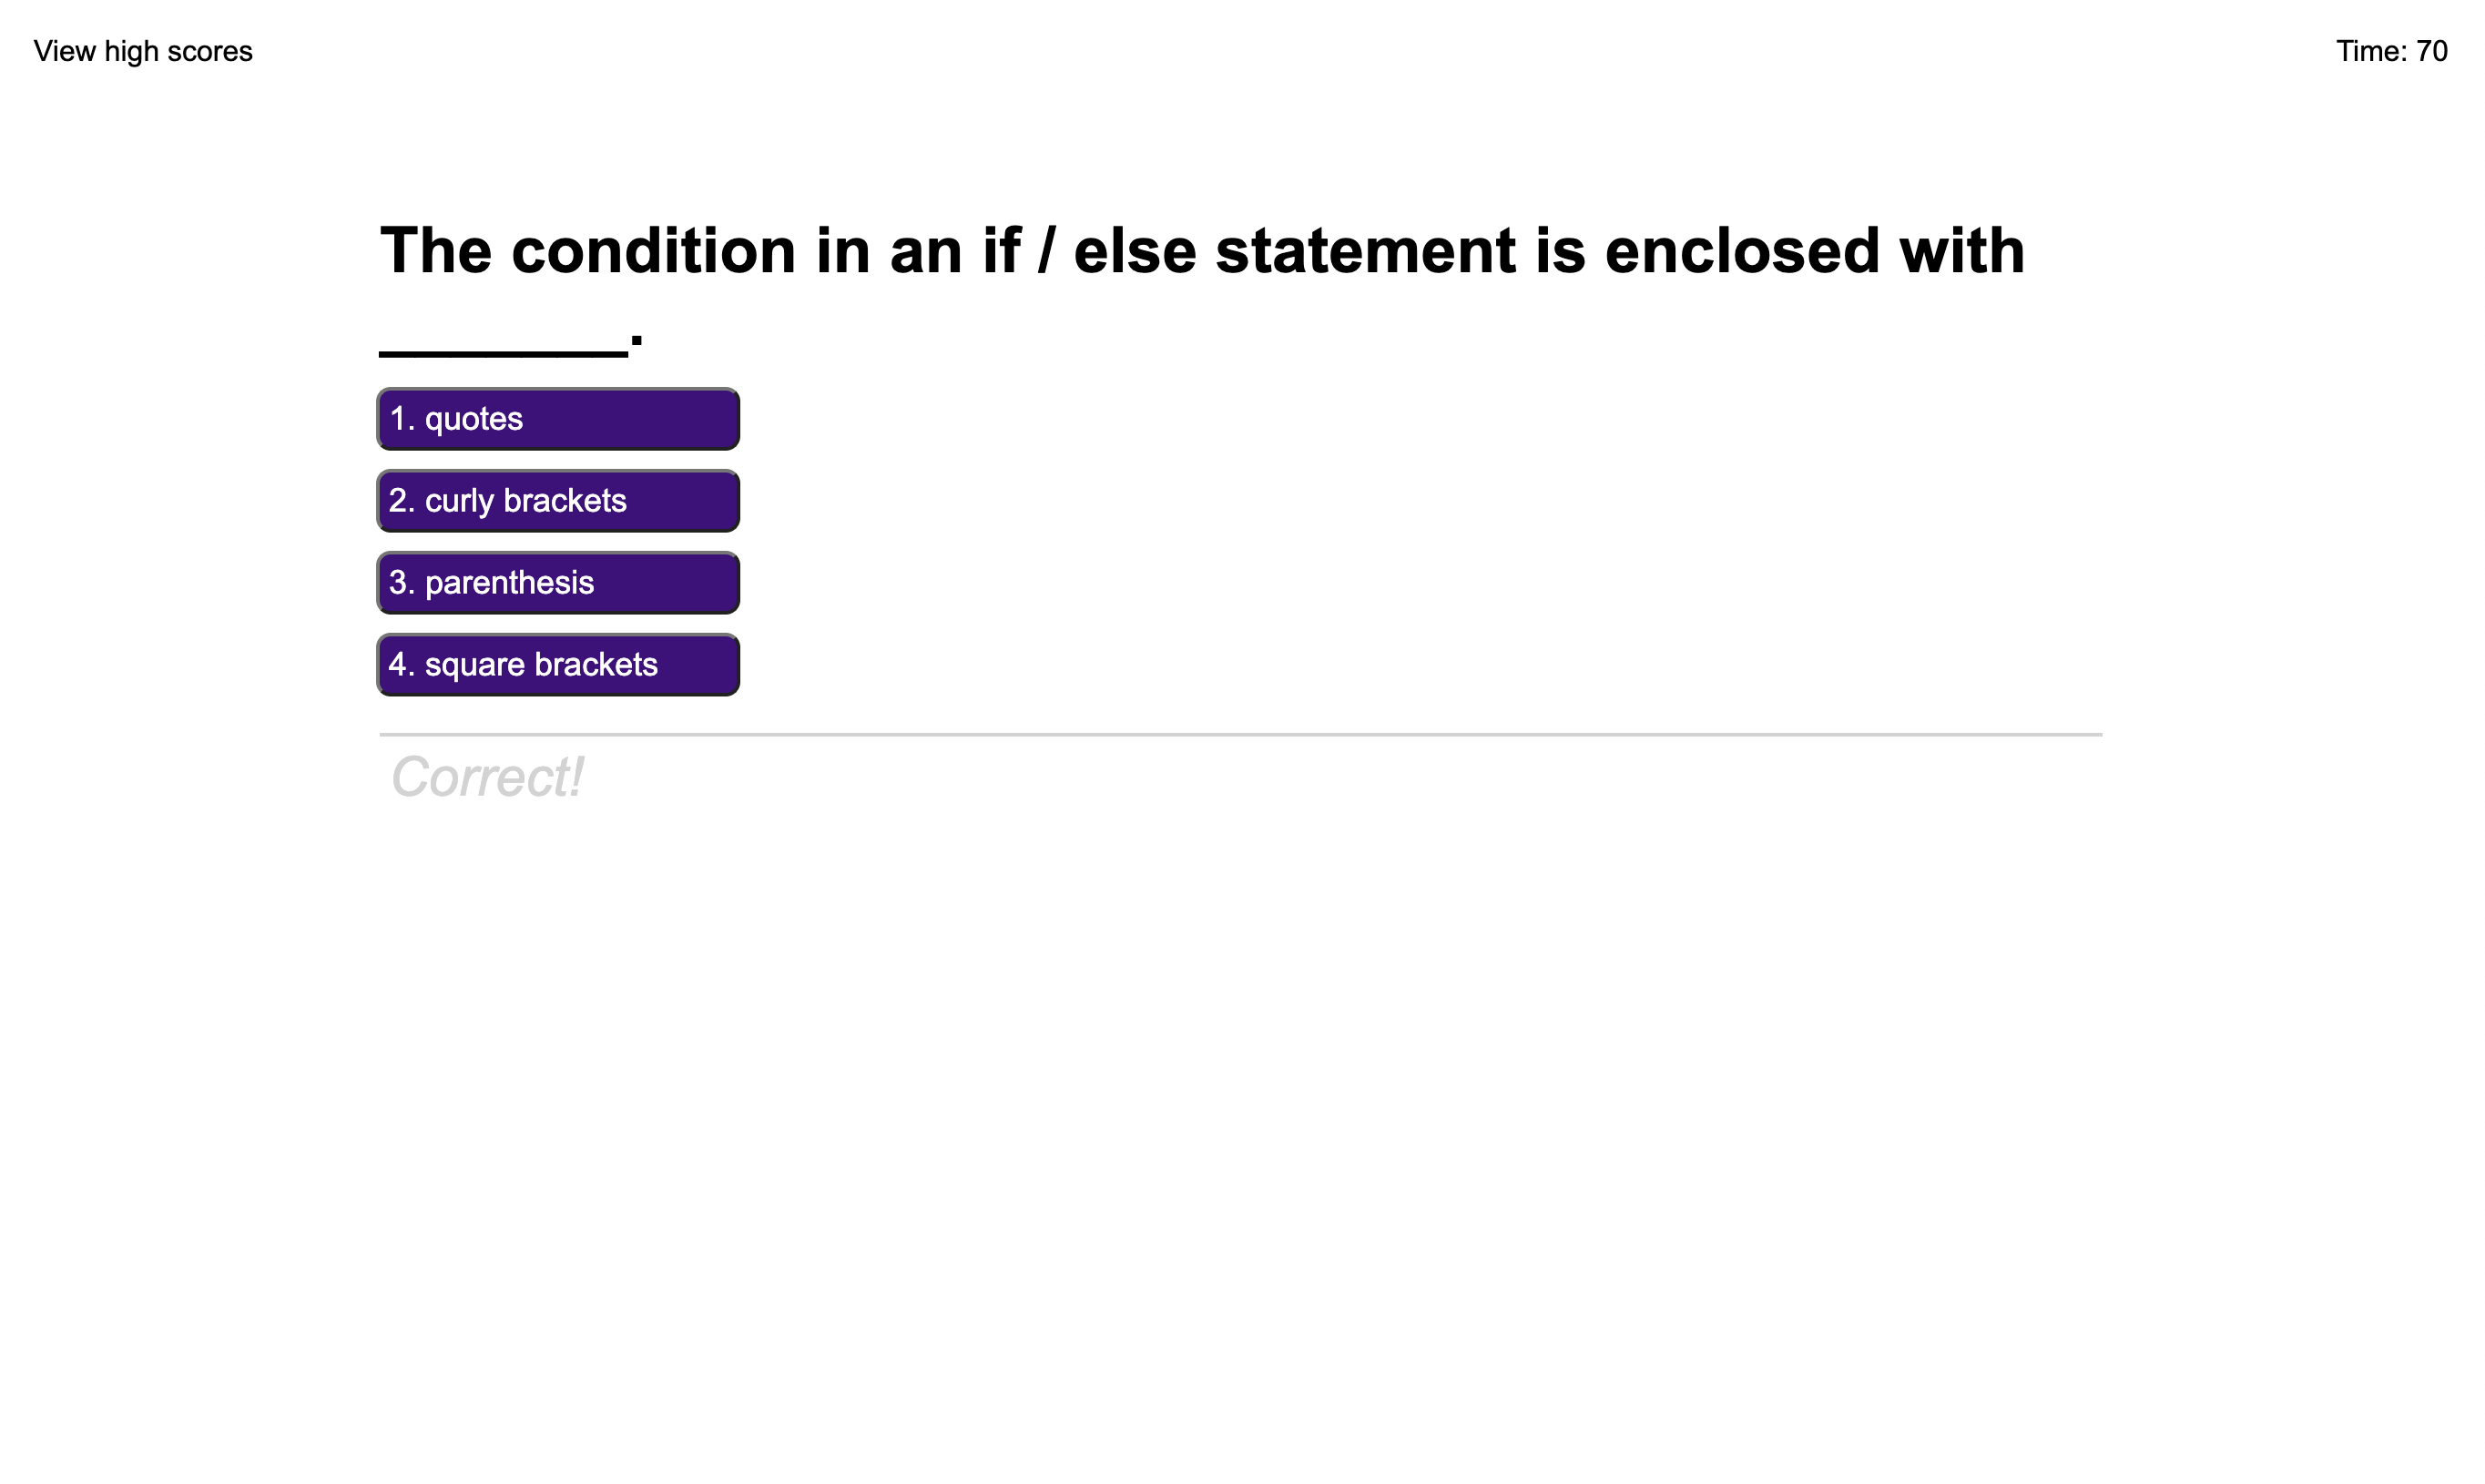 View high scores
Time: 70
The condition in an if / else statement is enclosed with
________.
1. quotes
2. curly brackets
3. parenthesis
4. square brackets
Correct!